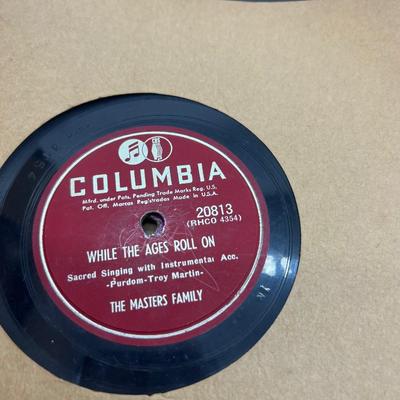 COLUMBIA
Mfrd. under Pats. Pending Trade Marks Reg. U.S.
Pat. Off. Marcas Registradas Made in U.S.A.
20813
(RHCO 4354)
WHILE THE AGES ROLL ON
Sacred Singing with Instrumental Acc.
-Purdom-Troy Martin-
THE MASTERS FAMILY